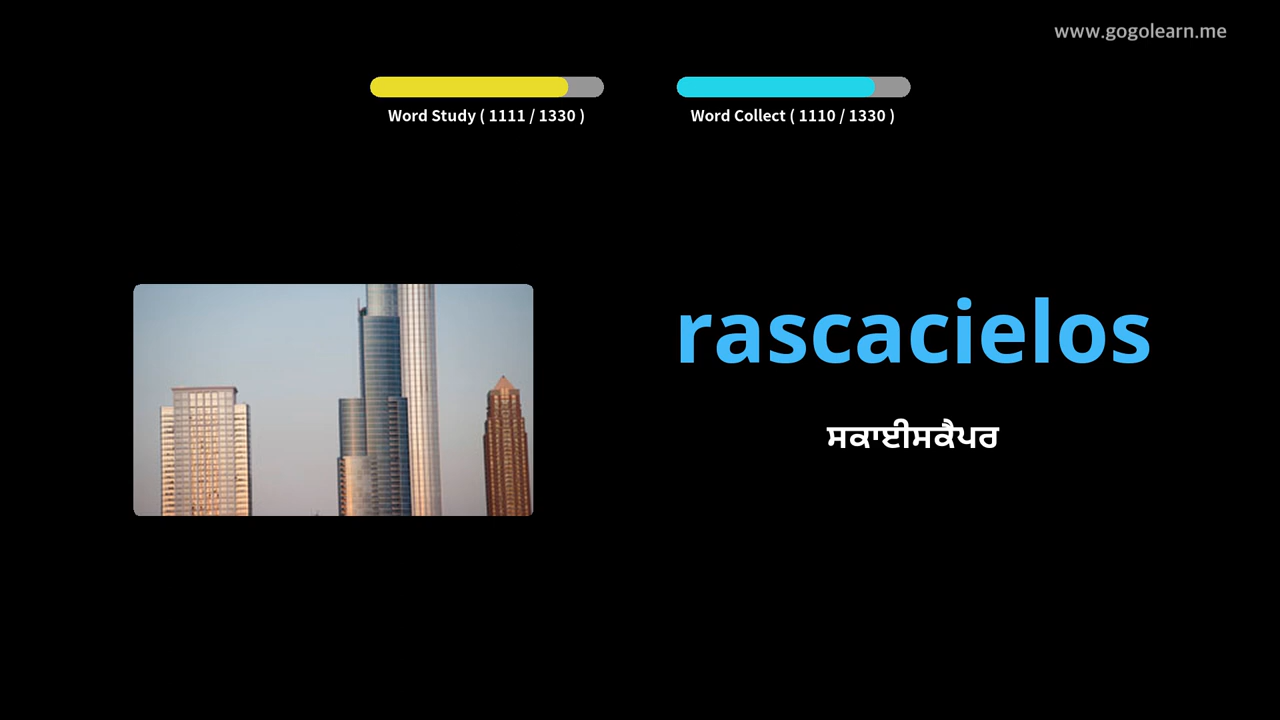 www.gogolearn.me
Word Study ( 1111 / 1330 )
Word Collect ( 1110 / 1330 )
rascacielos
ਸਕਾਈਸਕੈਪਰ